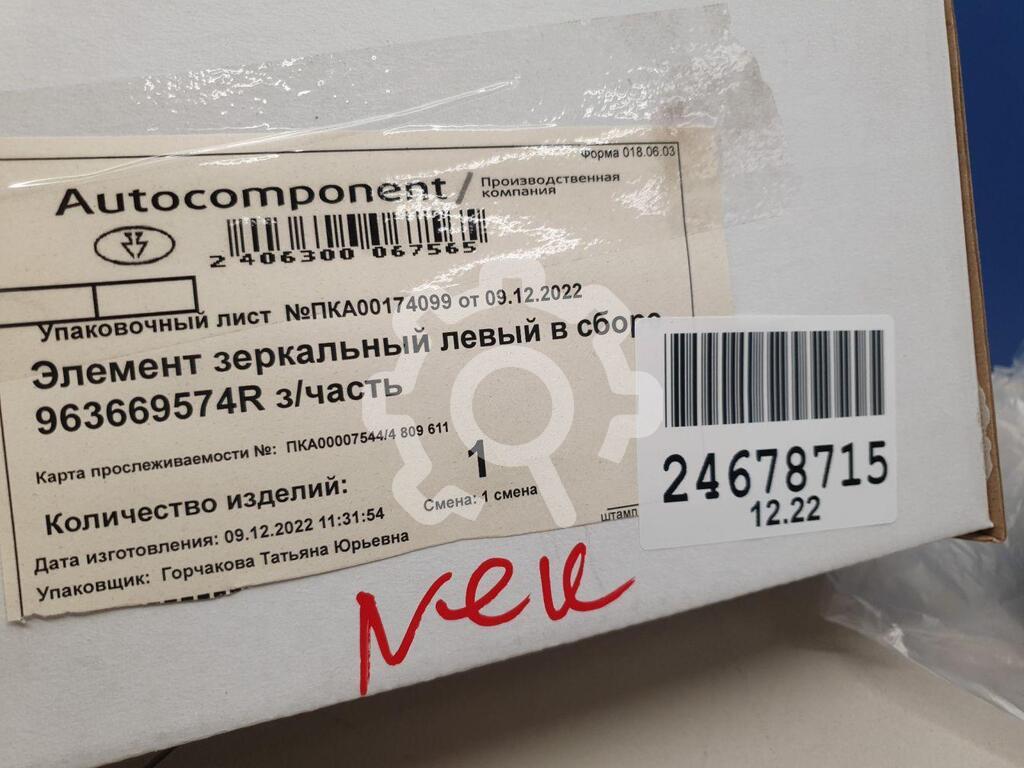 Форма 018.06.03
Autocomponent/ Производственная
компания
2 406300 067565
Упаковочный лист №ПКА00174099 от 09.12.2022
Элемент зеркальный левый в сборе
963669574R з/часть
Карта прослеживаемости №: ПКА00007544/4 809 611
Количество изделий: 1
Смена: 1 смена
штамп
Дата изготовления: 09.12.2022 11:31:54
Упаковщик: Горчакова Татьяна Юрьевна
24678715
12.22